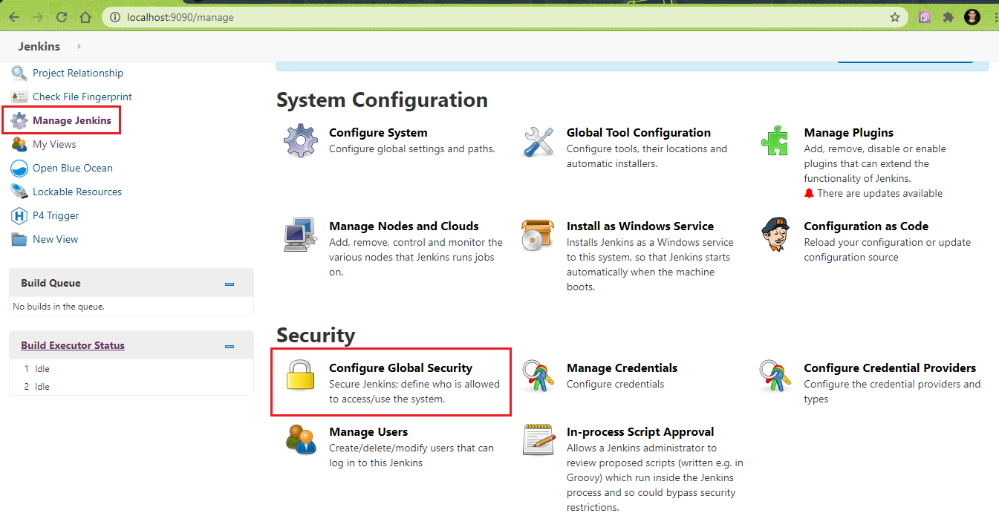 localhost:9090/manage
Jenkins
Project Relationship
Check File Fingerprint
Manage Jenkins
My Views
Open Blue Ocean
Lockable Resources
P4 Trigger
New View
Build Queue
No builds in the queue.
Build Executor Status
1 Idle
2 Idle
System Configuration
Configure System
Configure global settings and paths.
Global Tool Configuration
Configure tools, their locations and
automatic installers.
Manage Plugins
Add, remove, disable or enable
plugins that can extend the
functionality of Jenkins.
There are updates available
Manage Nodes and Clouds
Add, remove, control and monitor the
various nodes that Jenkins runs jobs
on.
Install as Windows Service
Installs Jenkins as a Windows service
to this system, so that Jenkins starts
automatically when the machine
boots.
Configuration as Code
Reload your configuration or update
configuration source
Security
Configure Global Security
Secure Jenkins; define who is allowed
to access/use the system.
Manage Credentials
Configure credentials
Configure Credential Providers
Configure the credential providers and
types
Manage Users
Create/delete/modify users that can
log in to this Jenkins
In-process Script Approval
Allows a Jenkins administrator to
review proposed scripts (written e.g. in
Groovy) which run inside the Jenkins
process and so could bypass security
restrictions.